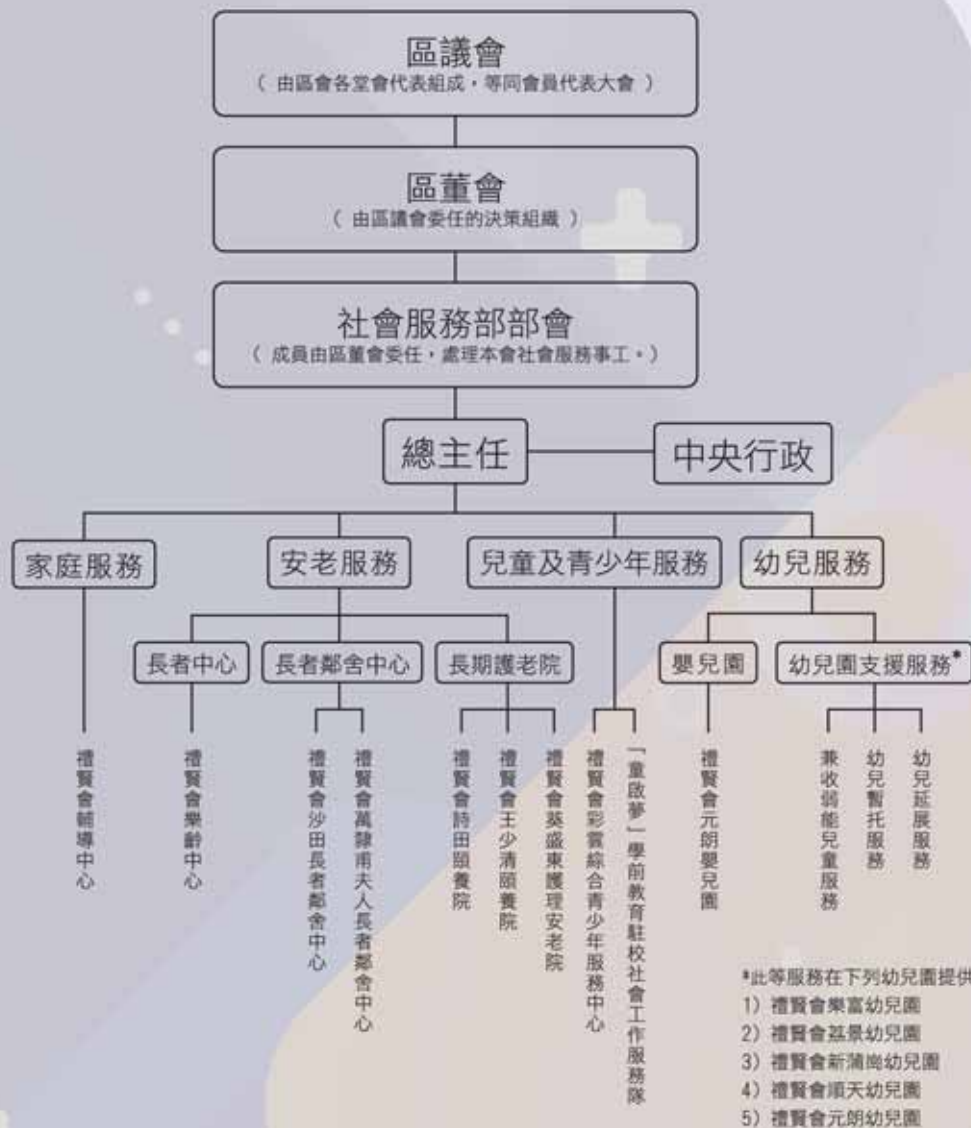 區議會
（ 由區會各堂會代表組成，等同會員代表大會 ）
區董會
（ 由區議會委任的決策組織 ）
社會服務部部會
（ 成員由區董會委任，處理本會社會服務事工。）
總主任
中央行政
家庭服務
安老服務
兒童及青少年服務
幼兒服務
長者中心
長者鄰舍中心
長期護老院
嬰兒園
幼兒園支援服務*
禮賢會輔導中心
禮賢會樂齡中心
禮賢會沙田長者鄰舍中心
禮賢會萬隸甫夫人長者鄰舍中心
禮賢會詩田頤養院
禮賢會王少清頤養院
禮賢會葵盛東護理安老院
禮賢會彩雲綜合青少年服務中心
「童啟夢」學前教育駐校社會工作服務隊
禮賢會元朗嬰兒園
兼收弱能兒童服務
幼兒暫托服務
幼兒延展服務
*此等服務在下列幼兒園提供
1）禮賢會樂富幼兒園
2）禮賢會荔景幼兒園
3）禮賢會新蒲崗幼兒園
4）禮賢會順天幼兒園
5）禮賢會元朗幼兒園